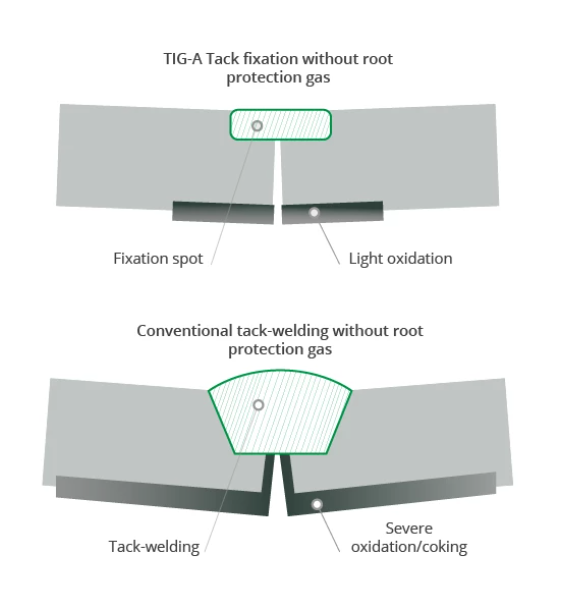 TIG-A Tack fixation without root
protection gas
Fixation spot
Light oxidation
Conventional tack-welding without root
protection gas
Tack-welding
Severe
oxidation/coking